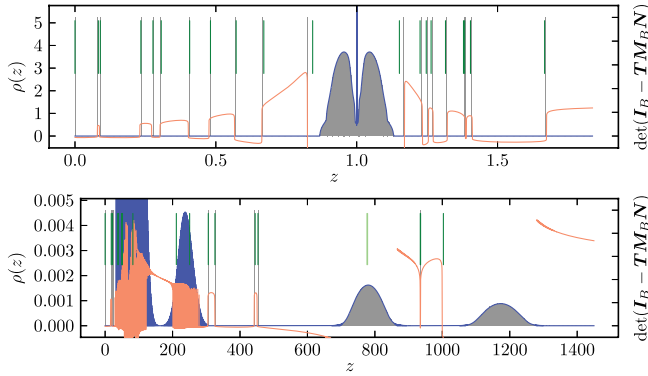 5
4
3
2
1
0
ρ(z)
0.0 0.5 1.0 1.5
z
det(I_B − TM_BN)
0.005
0.004
0.003
0.002
0.001
0.000
ρ(z)
0 200 400 600 800 1000 1200 1400
z
det(I_B − TM_BN)